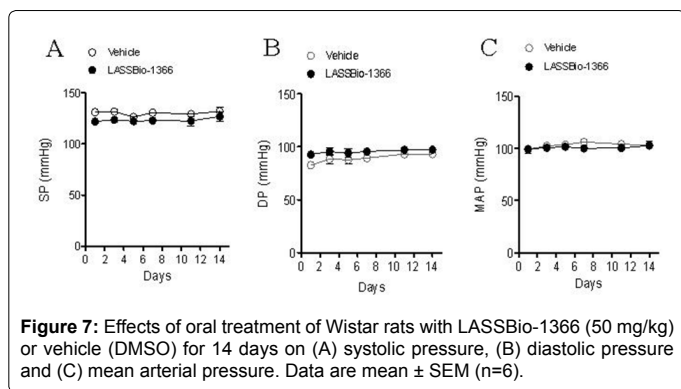 A
Vehicle
LASSBio-1366
150
100
50
0
SP (mmHg)
0 2 4 6 8 10 12 14
Days
B
Vehicle
LASSBio-1366
150
100
50
0
DP (mmHg)
0 2 4 6 8 10 12 14
Days
C
Vehicle
LASSBio-1366
150
100
50
0
MAP (mmHg)
0 2 4 6 8 10 12 14
Days
Figure 7: Effects of oral treatment of Wistar rats with LASSBio-1366 (50 mg/kg)
or vehicle (DMSO) for 14 days on (A) systolic pressure, (B) diastolic pressure
and (C) mean arterial pressure. Data are mean ± SEM (n=6).